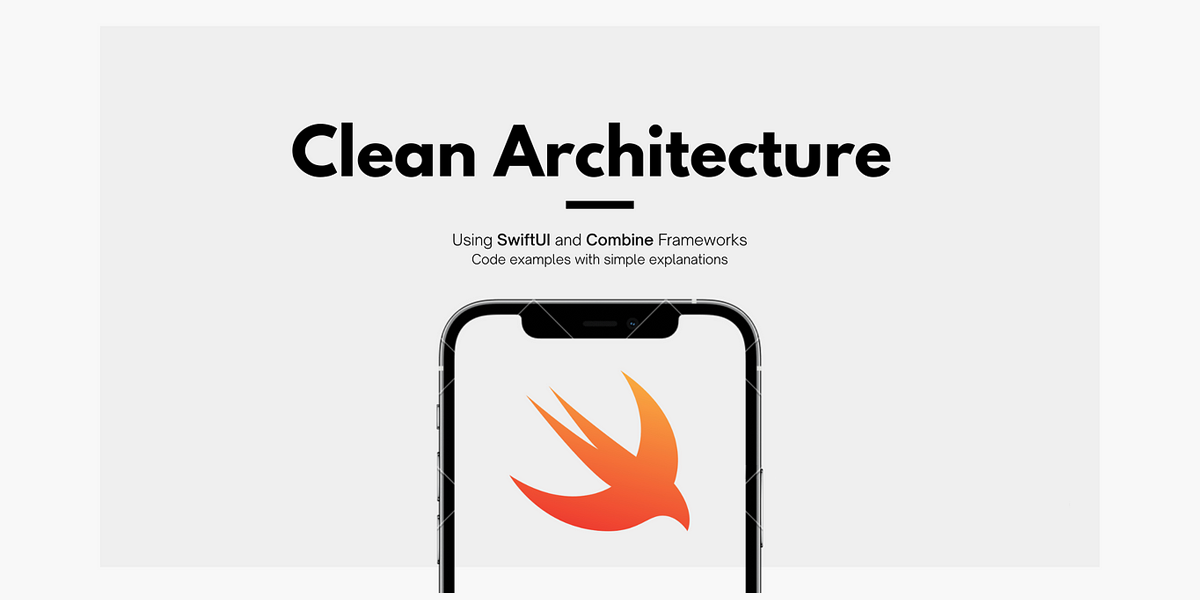 Clean Architecture
Using SwiftUI and Combine Frameworks
Code examples with simple explanations